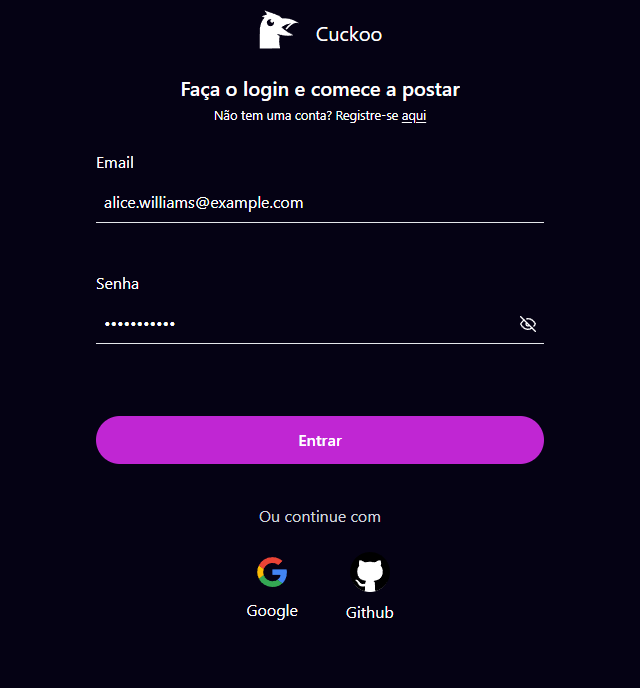 Cuckoo
Faça o login e comece a postar
Não tem uma conta? Registre-se aqui
Email
alice.williams@example.com
Senha
•••••••••••
Entrar
Ou continue com
Google
Github